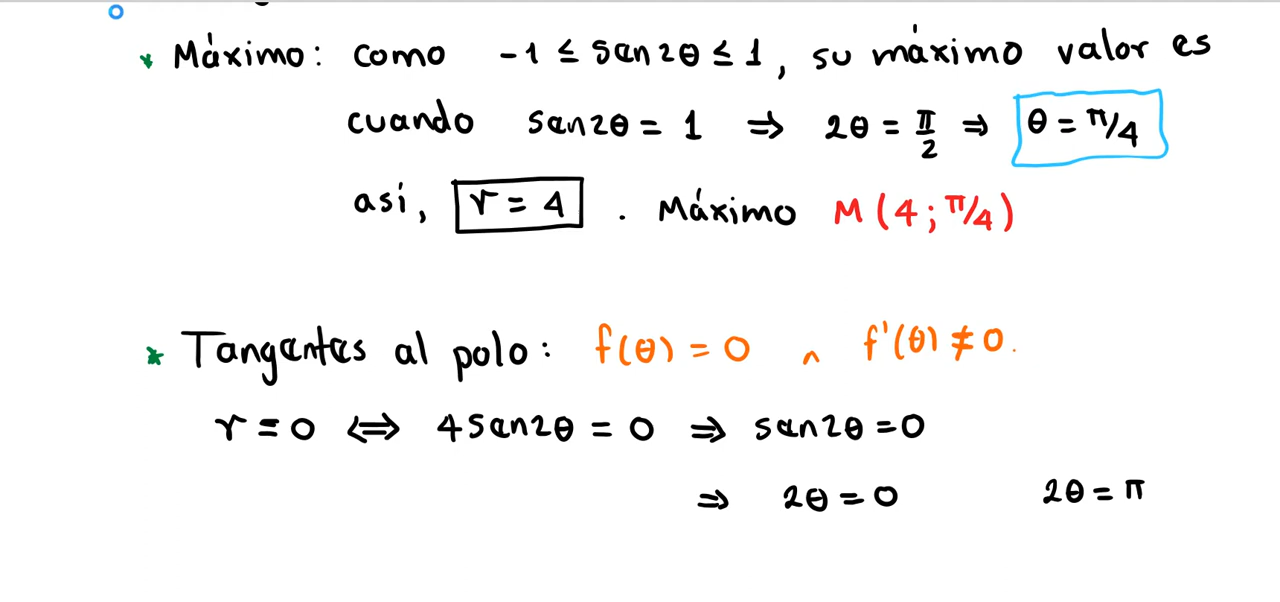 * Máximo: como -1 ≤ sen2θ ≤ 1, su máximo valor es
cuando sen2θ = 1 ⇒ 2θ = π/2 ⇒ θ = π/4
así, r = 4. Máximo M(4; π/4)
* Tangentes al polo: f(θ) = 0 ∧ f'(θ) ≠ 0.
r = 0 ⇔ 4sen2θ = 0 ⇒ sen2θ = 0
⇒ 2θ = 0 2θ = π